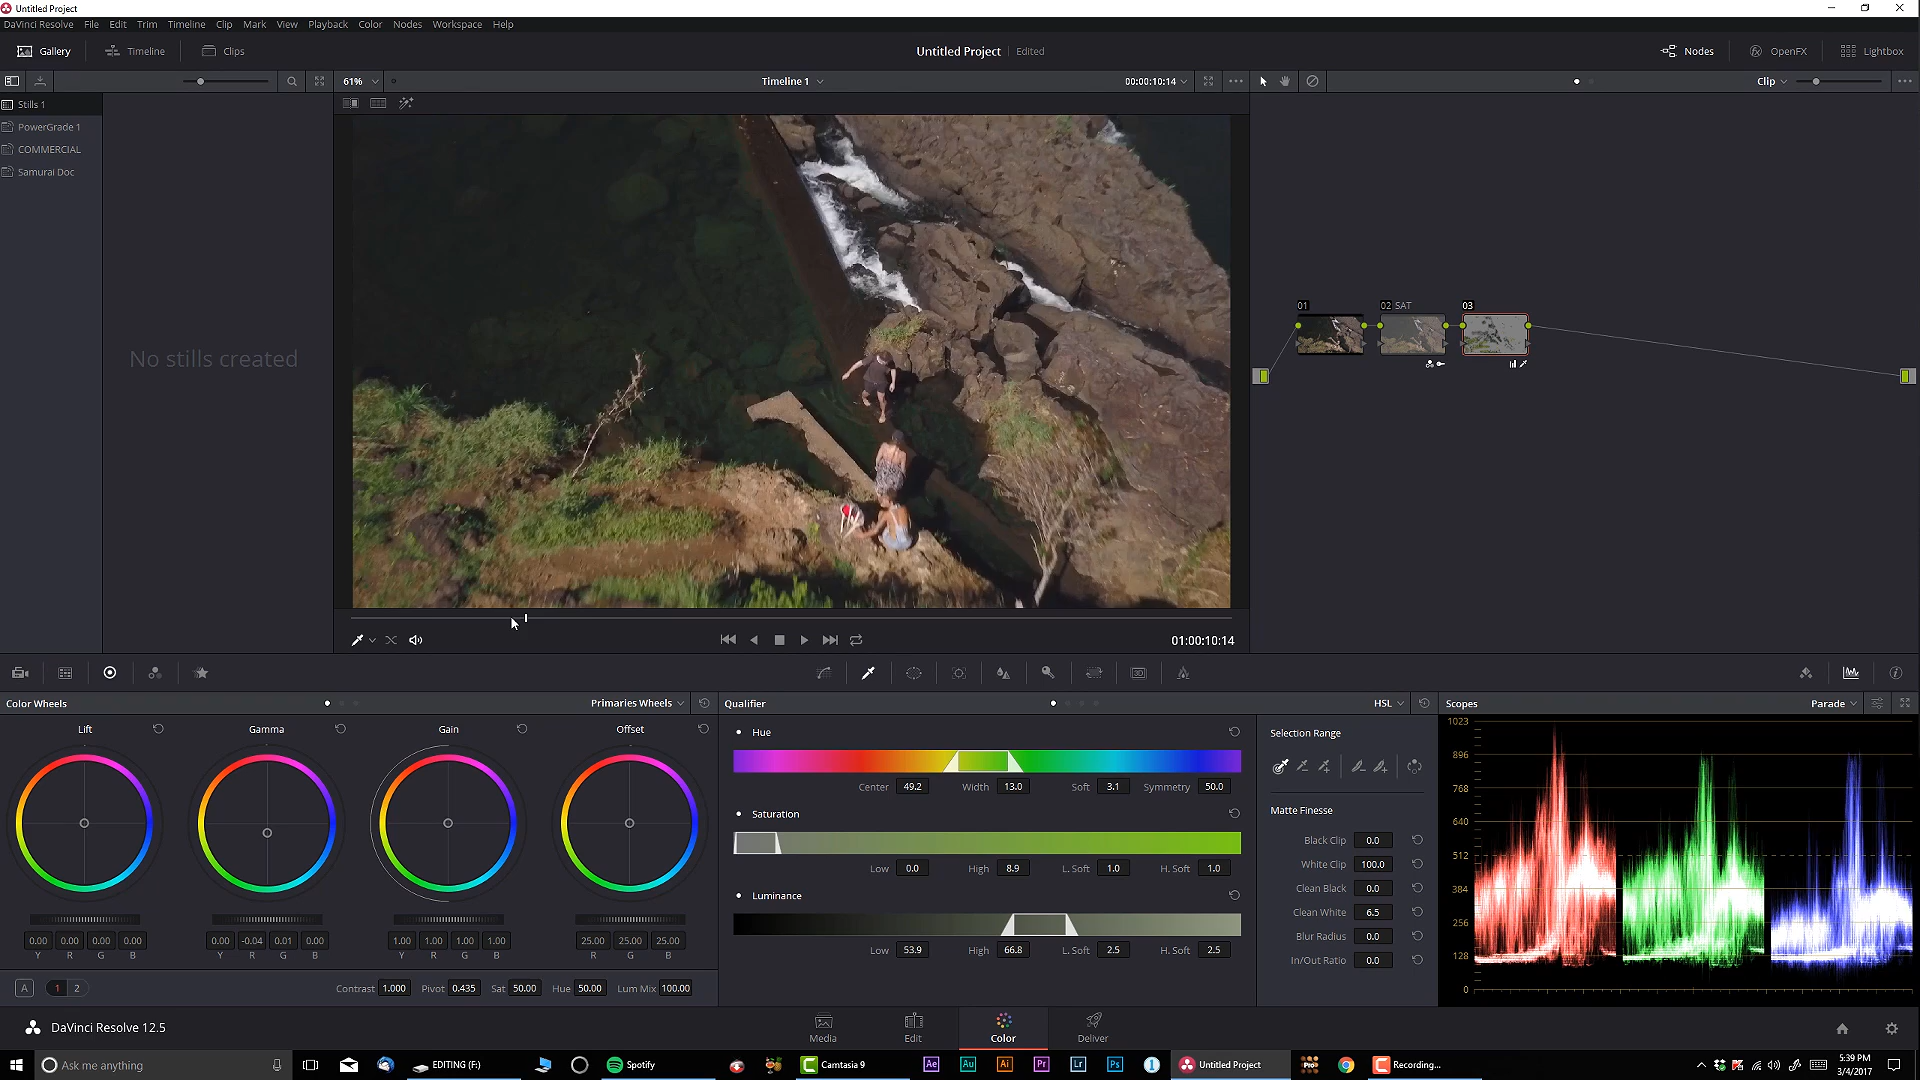 Untitled Project
DaVinci Resolve File Edit Trim Timeline Clip Mark View Playback Color Nodes Workspace Help
Gallery Timeline Clips Untitled Project Edited Nodes OpenFX Lightbox
61% Timeline 1 00:00:10:14 Clip
Stills 1
PowerGrade 1
COMMERCIAL
Samurai Doc
No stills created
01 02 SAT 03
01:00:10:14
Color Wheels Primaries Wheels Qualifier HSL Scopes Parade
Lift Gamma Gain Offset
0.00 0.00 0.00 0.00 0.00 -0.04 0.01 0.00 1.00 1.00 1.00 1.00 25.00 25.00 25.00
Y R G B Y R G B Y R G B R G B
A 1 2 Contrast 1.000 Pivot 0.435 Sat 50.00 Hue 50.00 Lum Mix 100.00
Hue
Center 49.2 Width 13.0 Soft 3.1 Symmetry 50.0
Saturation
Low 0.0 High 8.9 L. Soft 1.0 H. Soft 1.0
Luminance
Low 53.9 High 66.8 L. Soft 2.5 H. Soft 2.5
Selection Range
Matte Finesse
Black Clip 0.0
White Clip 100.0
Clean Black 0.0
Clean White 6.5
Blur Radius 0.0
In/Out Ratio 0.0
1023
896
768
640
512
384
256
128
0
DaVinci Resolve 12.5 Media Edit Color Deliver
Ask me anything EDITING (F:) Spotify Camtasia 9 Ae Au Ai Pr Lr Ps Untitled Project Recording... 5:39 PM
3/4/2017